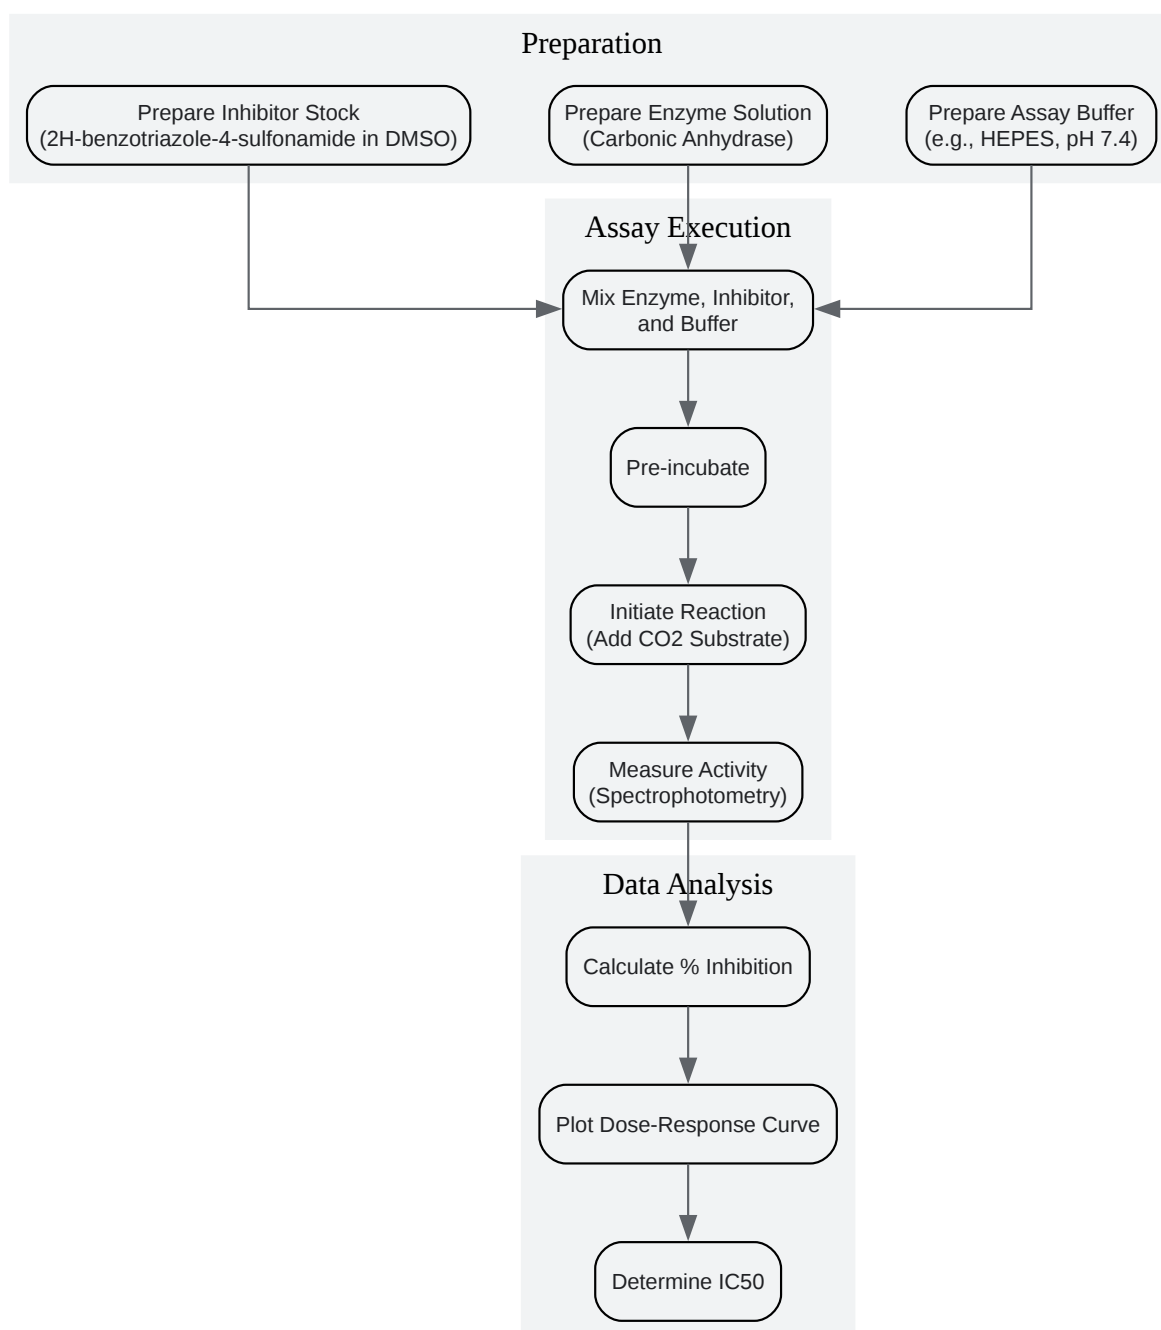 Preparation
Prepare Inhibitor Stock
(2H-benzotriazole-4-sulfonamide in DMSO)
Prepare Enzyme Solution
(Carbonic Anhydrase)
Prepare Assay Buffer
(e.g., HEPES, pH 7.4)
Assay Execution
Mix Enzyme, Inhibitor,
and Buffer
Pre-incubate
Initiate Reaction
(Add CO2 Substrate)
Measure Activity
(Spectrophotometry)
Data Analysis
Calculate % Inhibition
Plot Dose-Response Curve
Determine IC50